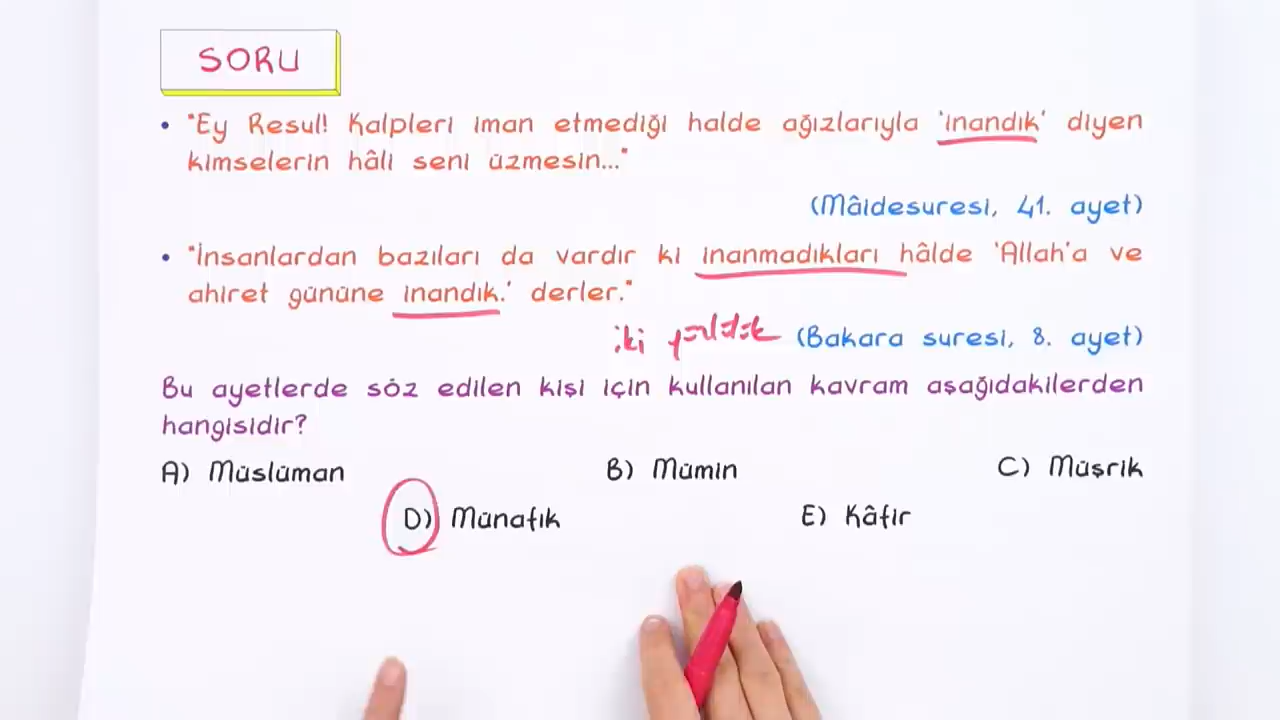 SORU
• "Ey Resul! Kalpleri iman etmediği halde ağızlarıyla 'inandık' diyen
kimselerin hâli seni üzmesin..."
(Mâidesuresi, 41. ayet)
• "İnsanlardan bazıları da vardır ki inanmadıkları hâlde 'Allah'a ve
ahiret gününe inandık.' derler."
iki
(Bakara suresi, 8. ayet)
Bu ayetlerde söz edilen kişi için kullanılan kavram aşağıdakilerden
hangisidir?
A) Müslüman B) Mümin C) Müşrik
D) Münafık E) Kâfir